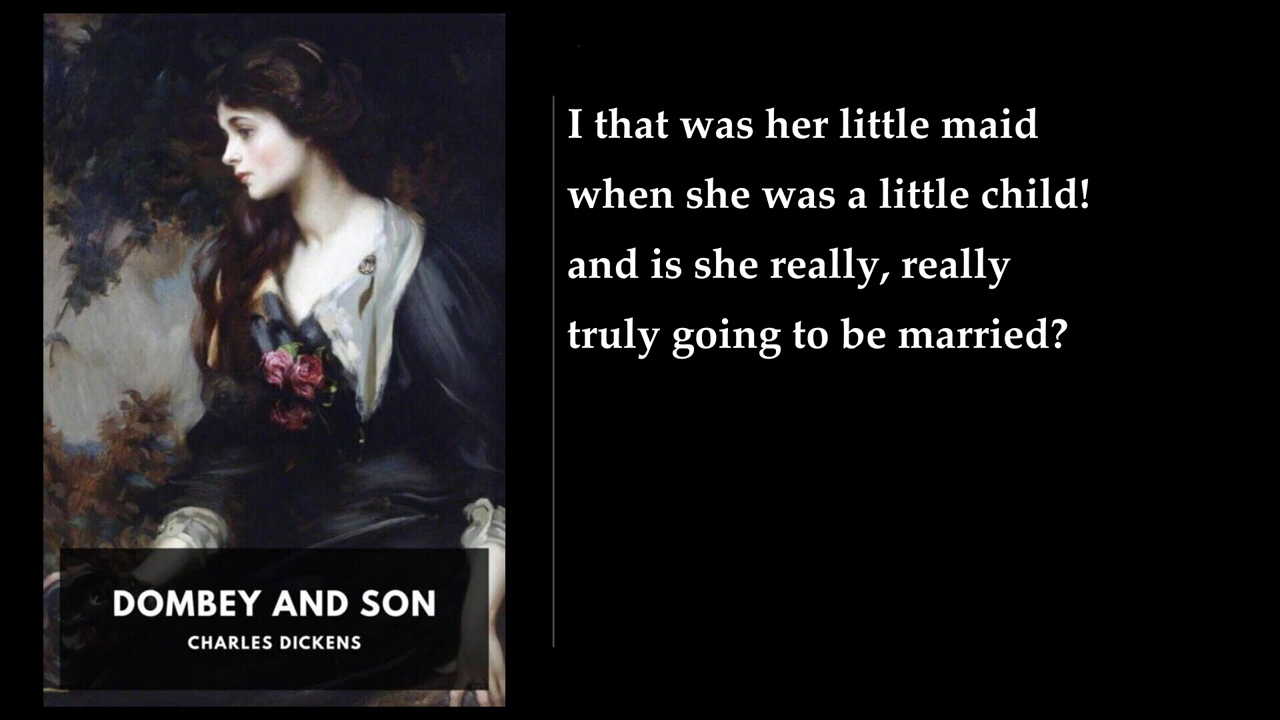 I that was her little maid
when she was a little child!
and is she really, really
truly going to be married?
DOMBEY AND SON
CHARLES DICKENS